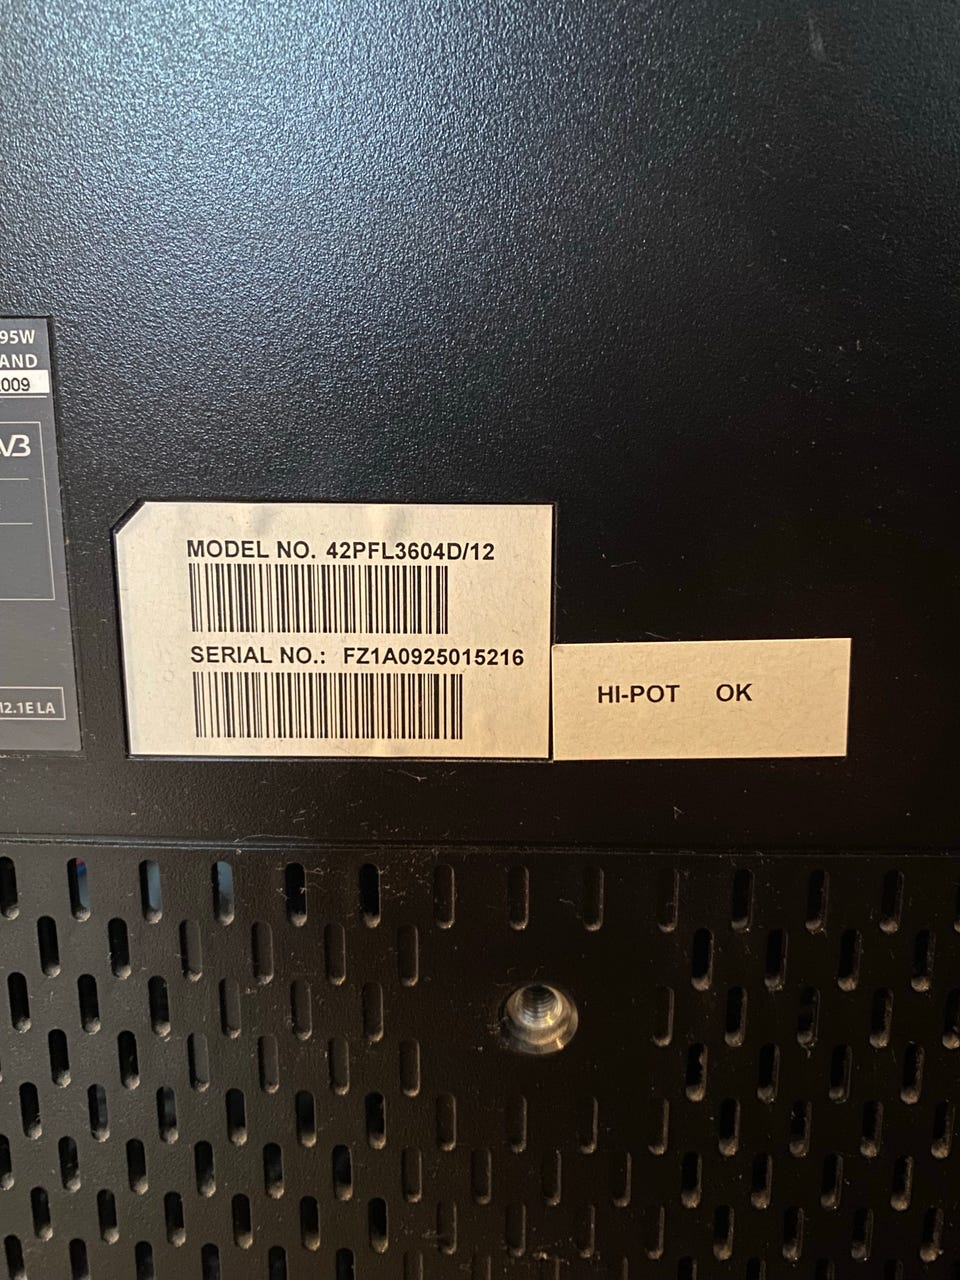 95W
AND
009
MODEL NO. 42PFL3604D/12
SERIAL NO.: FZ1A0925015216
HI-POT OK
2.1E LA